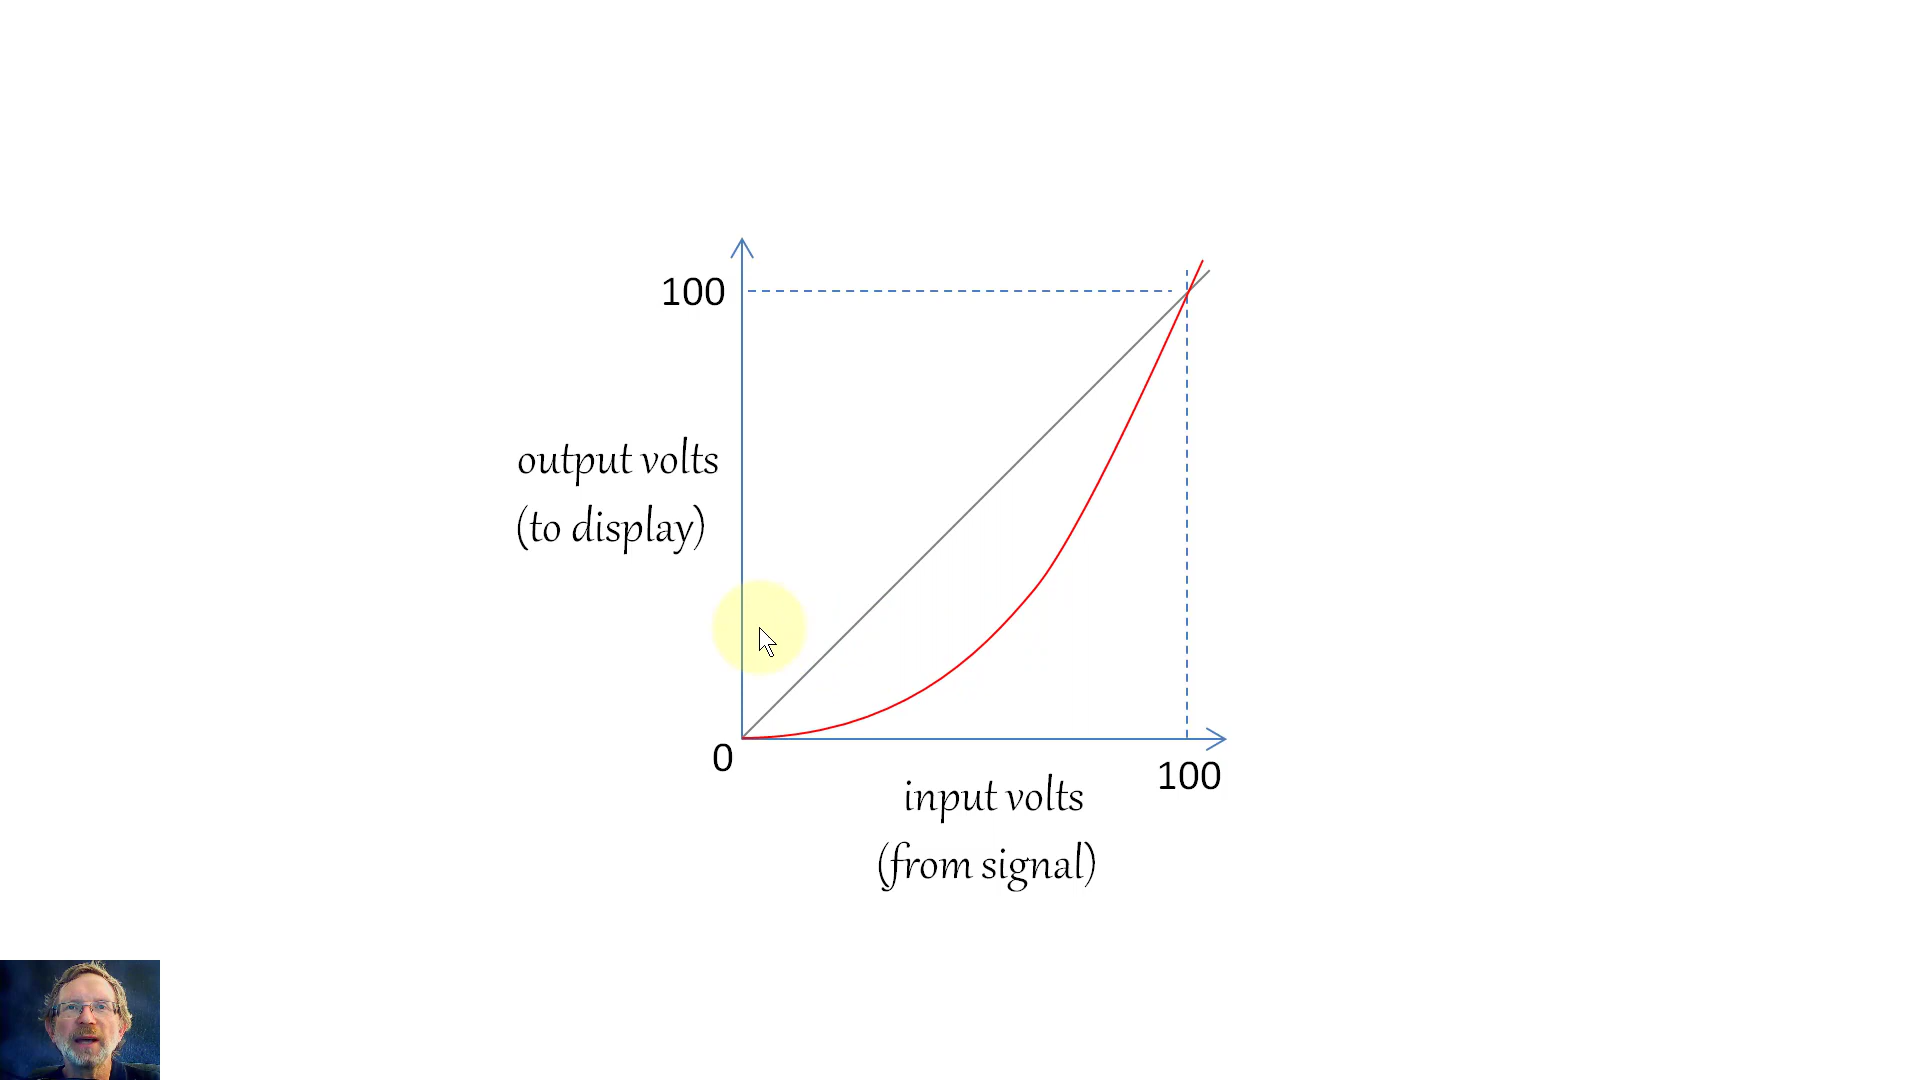 100
output volts
(to display)
0
100
input volts
(from signal)